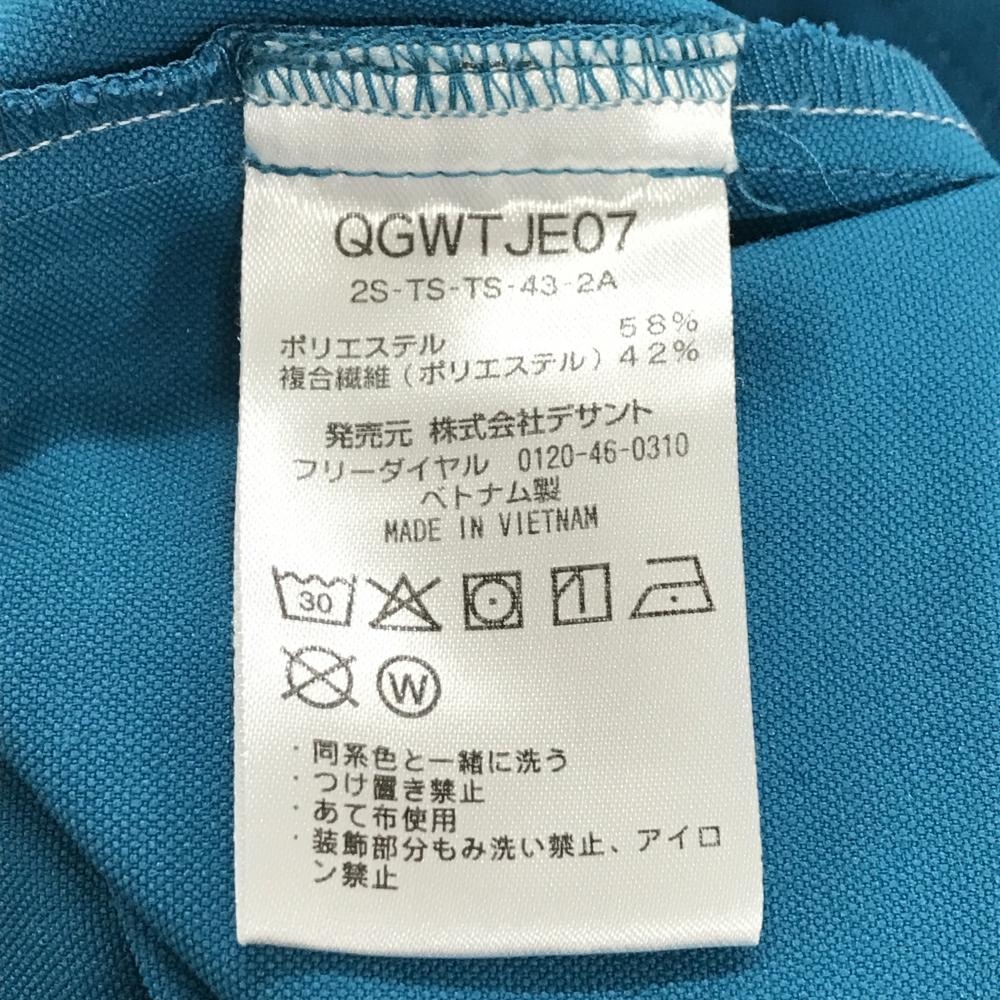 QGWTJE07
2S-TS-TS-43-2A
ポリエステル 58%
複合繊維(ポリエステル) 42%
発売元 株式会社デサント
フリーダイヤル 0120-46-0310
ベトナム製
MADE IN VIETNAM
30
W
・同系色と一緒に洗う
・つけ置き禁止
・あて布使用
・装飾部分もみ洗い禁止、アイロ
ン禁止